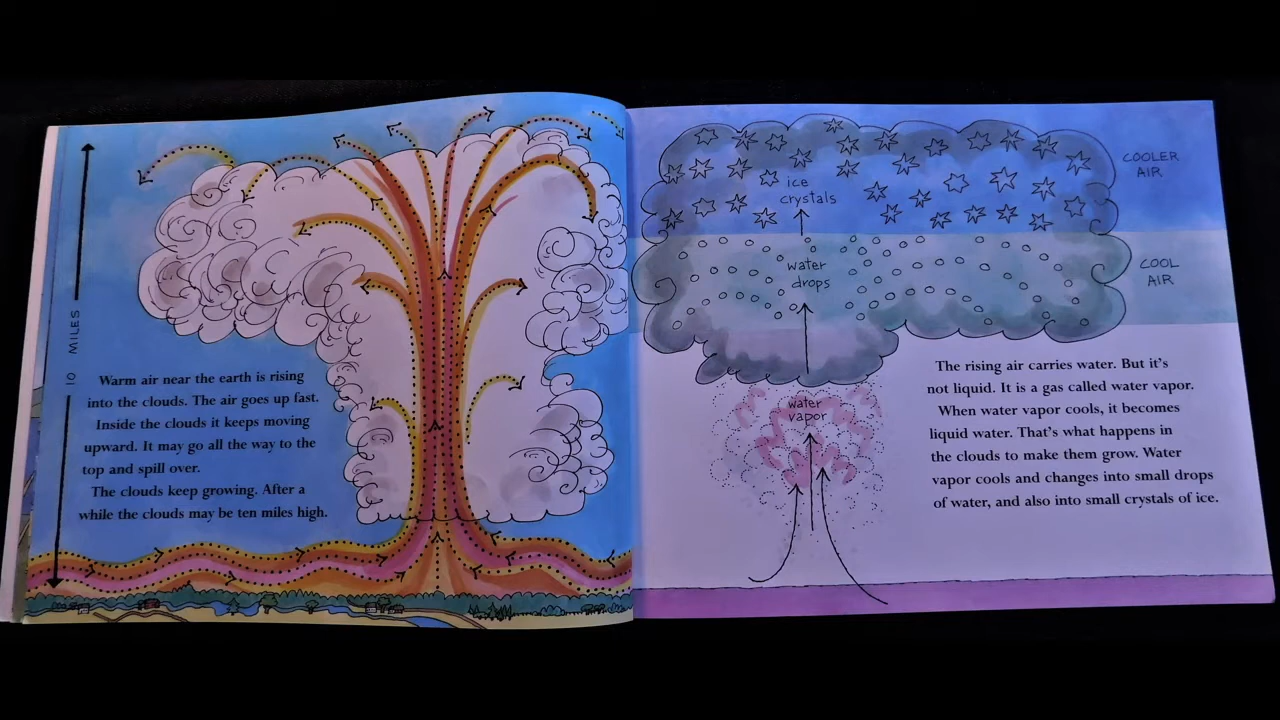 10 MILES
Warm air near the earth is rising
into the clouds. The air goes up fast.
Inside the clouds it keeps moving
upward. It may go all the way to the
top and spill over.
The clouds keep growing. After a
while the clouds may be ten miles high.
COOLER
AIR
ice
crystals
COOL
AIR
water
drops
water
vapor
The rising air carries water. But it's
not liquid. It is a gas called water vapor.
When water vapor cools, it becomes
liquid water. That's what happens in
the clouds to make them grow. Water
vapor cools and changes into small drops
of water, and also into small crystals of ice.